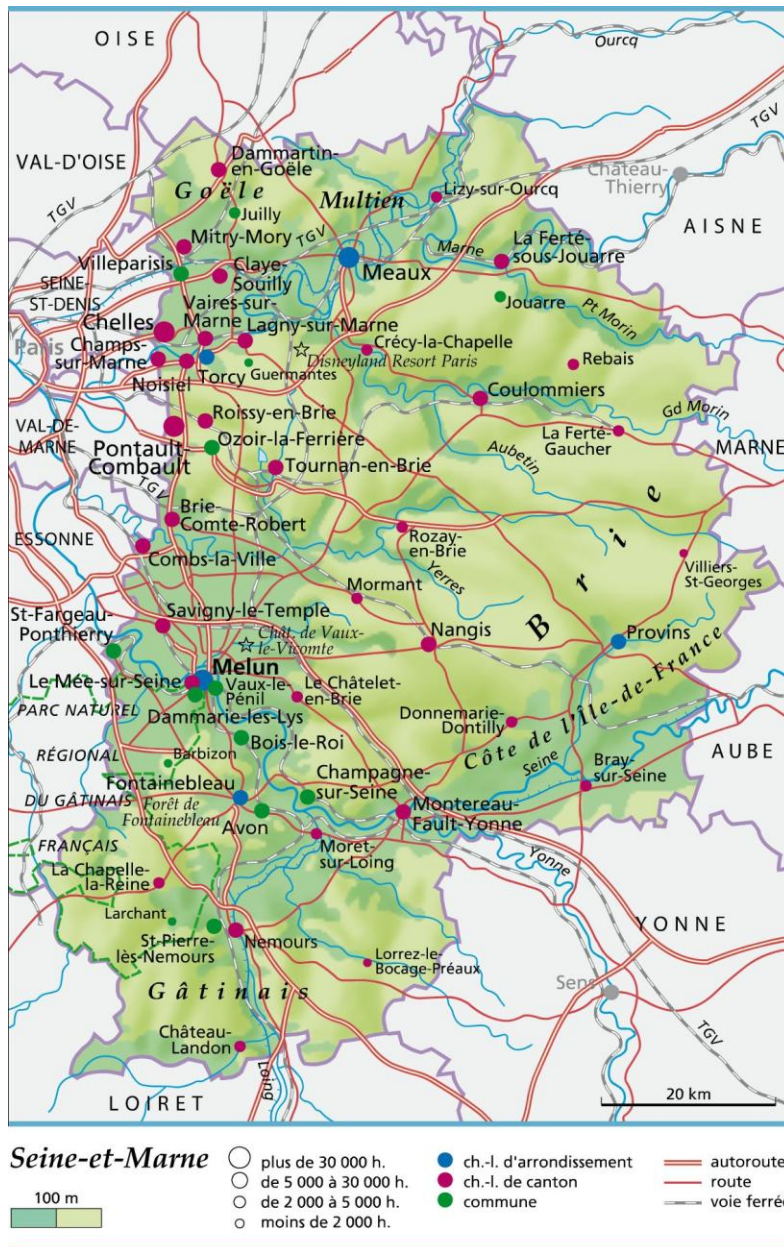 OISE
Ourcq
VAL-D'OISE
Dammartin-
en-Goële
TGV
Château-
Thierry
Goële
Multien
Lizy-sur-Ourcq
TGV
Juilly
AISNE
Mitry-Mory
TGV
Marne
La Ferté-
sous-Jouarre
Villeparisis
Claye-
Souilly
Meaux
SEINE-
ST-DENIS
Jouarre
Vaires-sur-
Marne
Pt Morin
Chelles
Lagny-sur-Marne
Paris
Champs-
sur-Marne
Crécy-la-Chapelle
Disneyland Resort Paris
Rebais
Noisiel
Torcy
Guermantes
Coulommiers
Roissy-en-Brie
Gd Morin
VAL-DE-
MARNE
Ozoir-la-Ferrière
La Ferté-
Gaucher
Pontault-
Combault
Aubetin
MARNE
Tournan-en-Brie
TGV
Brie-
Comte-Robert
Brie
ESSONNE
Rozay-
en-Brie
Combs-la-Ville
Yerres
Villiers-
St-Georges
Mormant
St-Fargeau-
Ponthierry
Savigny-le-Temple
Chât. de Vaux-
le-Vicomte
Nangis
Provins
Melun
Le Mée-sur-Seine
Vaux-le-
Pénil
Le Châtelet-
en-Brie
PARC NATUREL
RÉGIONAL
DU GÂTINAIS
FRANÇAIS
Dammarie-les-Lys
Donnemarie-
Dontilly
Côte de l'Île-de-France
Bois-le-Roi
AUBE
Barbizon
Seine
Bray-
sur-Seine
Champagne-
sur-Seine
Fontainebleau
Forêt de
Fontainebleau
Avon
Montereau-
Fault-Yonne
Moret-
sur-Loing
Yonne
La Chapelle-
la-Reine
Larchant
YONNE
St-Pierre-
lès-Nemours
Nemours
Lorrez-le-
Bocage-Préaux
Sens
Gâtinais
TGV
Château-
Landon
Loing
LOIRET
20 km
Seine-et-Marne
100 m
plus de 30 000 h.
de 5 000 à 30 000 h.
de 2 000 à 5 000 h.
moins de 2 000 h.
ch.-l. d'arrondissement
ch.-l. de canton
commune
autoroute
route
voie ferrée